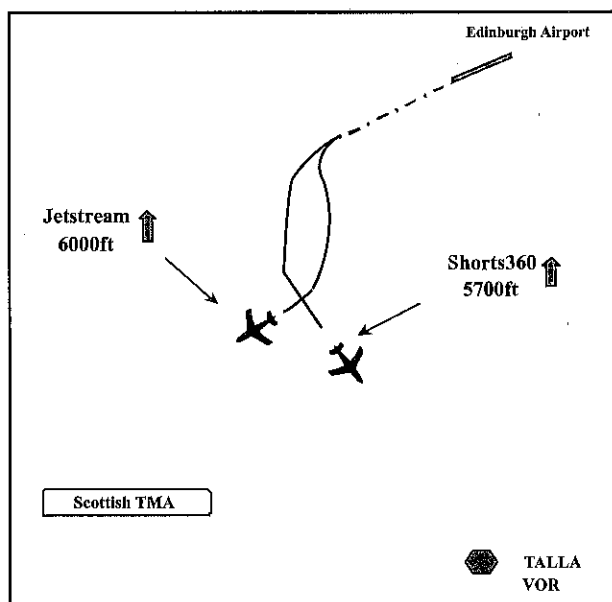 Edinburgh Airport
Jetstream
6000ft
Shorts360
5700ft
Scottish TMA
TALLA
VOR